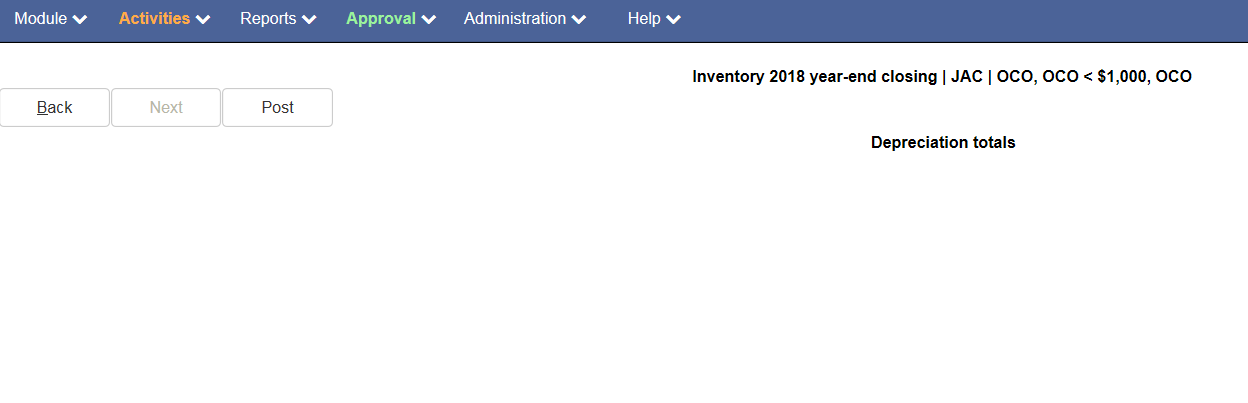 Module Activities Reports Approval Administration Help
Inventory 2018 year-end closing | JAC | OCO, OCO < $1,000, OCO
Back Next Post
Depreciation totals